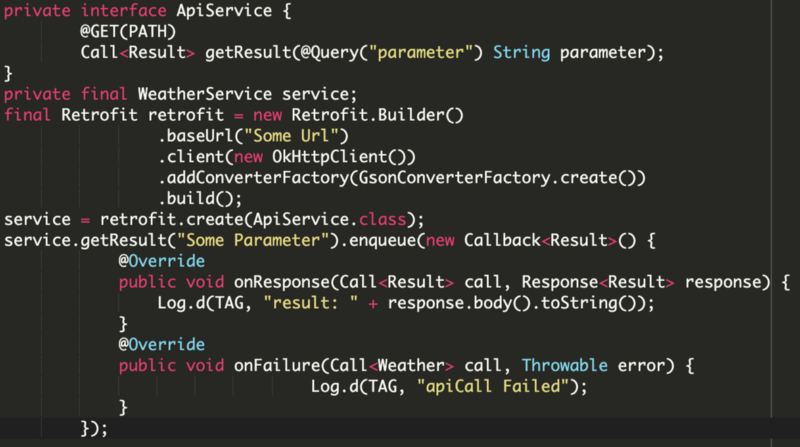 private interface ApiService {
@GET(PATH)
Call<Result> getResult(@Query("parameter") String parameter);
}
private final WeatherService service;
final Retrofit retrofit = new Retrofit.Builder()
.baseUrl("Some Url")
.client(new OkHttpClient())
.addConverterFactory(GsonConverterFactory.create())
.build();
service = retrofit.create(ApiService.class);
service.getResult("Some Parameter").enqueue(new Callback<Result>() {
@Override
public void onResponse(Call<Result> call, Response<Result> response) {
Log.d(TAG, "result: " + response.body().toString());
}
@Override
public void onFailure(Call<Weather> call, Throwable error) {
Log.d(TAG, "apiCall Failed");
}
});